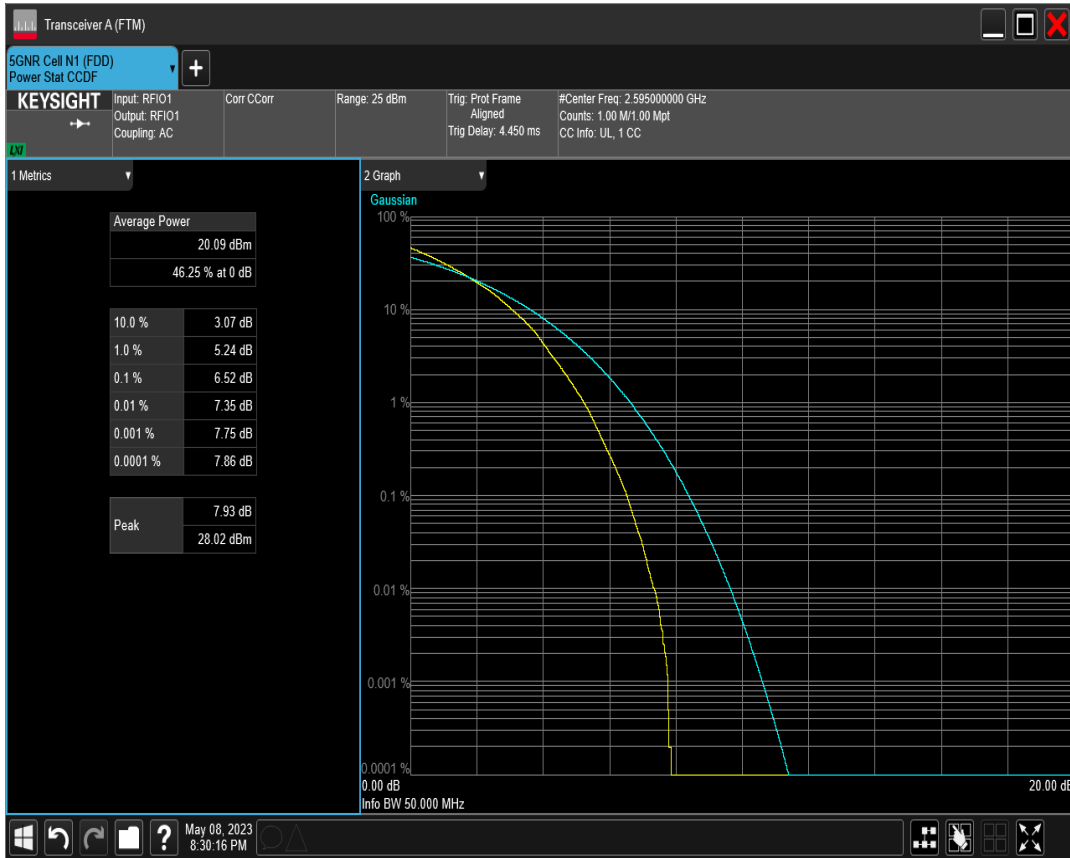 Transceiver A (FTM)
5GNR Cell N1 (FDD)
Power Stat CCDF
KEYSIGHT
LXI
Input: RFIO1
Output: RFIO1
Coupling: AC
Corr CCorr
Range: 25 dBm
Trig: Prot Frame
Aligned
Trig Delay: 4.450 ms
#Center Freq: 2.595000000 GHz
Counts: 1.00 M/1.00 Mpt
CC Info: UL, 1 CC
1 Metrics
Average Power
20.09 dBm
46.25 % at 0 dB
10.0 % 3.07 dB
1.0 % 5.24 dB
0.1 % 6.52 dB
0.01 % 7.35 dB
0.001 % 7.75 dB
0.0001 % 7.86 dB
Peak 7.93 dB
28.02 dBm
2 Graph
Gaussian
100 %
10 %
1 %
0.1 %
0.01 %
0.001 %
0.0001 %
0.00 dB 20.00 dB
Info BW 50.000 MHz
? May 08, 2023
8:30:16 PM